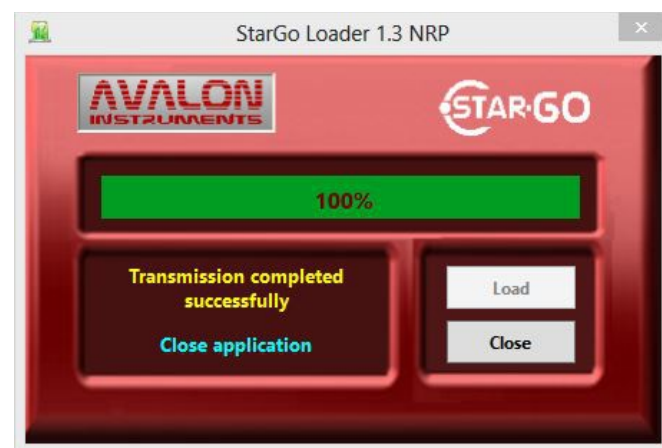 StarGo Loader 1.3 NRP
AVALON
INSTRUMENTS
STAR·GO
100%
Transmission completed
successfully
Close application
Load
Close